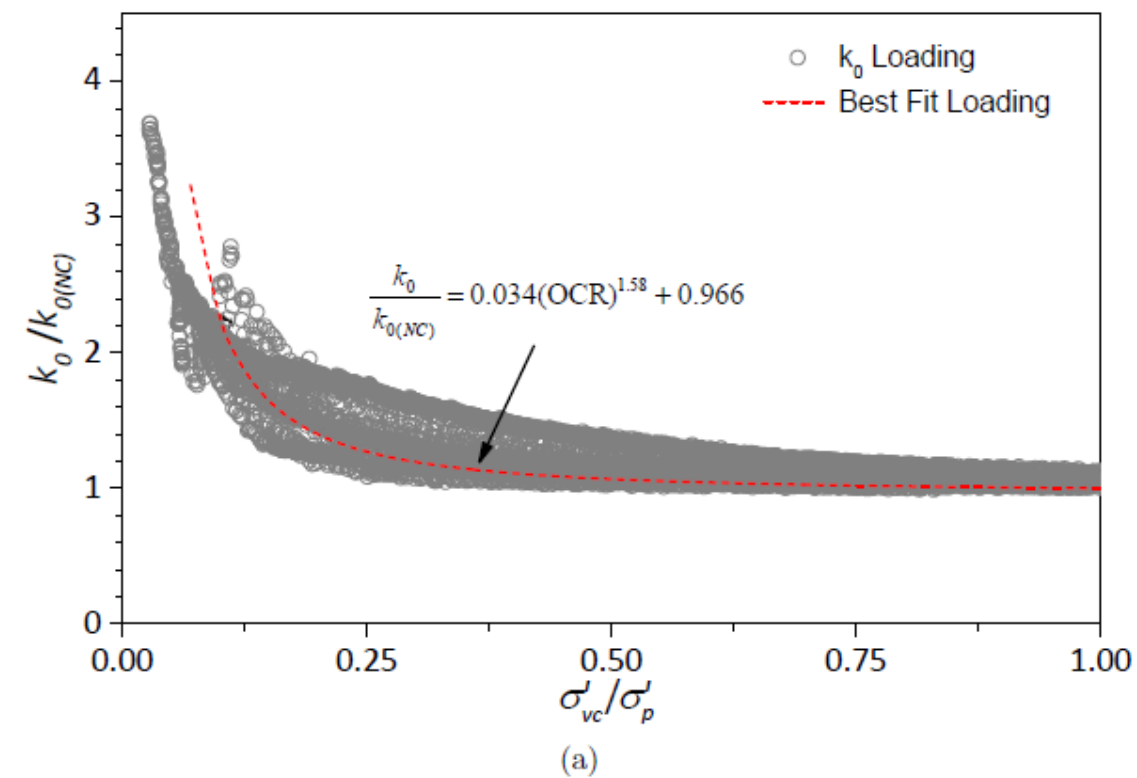 k₀ Loading
Best Fit Loading
4
3
2
1
0
k₀ /k₀₍NC₎
k₀/k₀₍NC₎ = 0.034(OCR)^1.58 + 0.966
0.00 0.25 0.50 0.75 1.00
σ′vc/σ′p
(a)